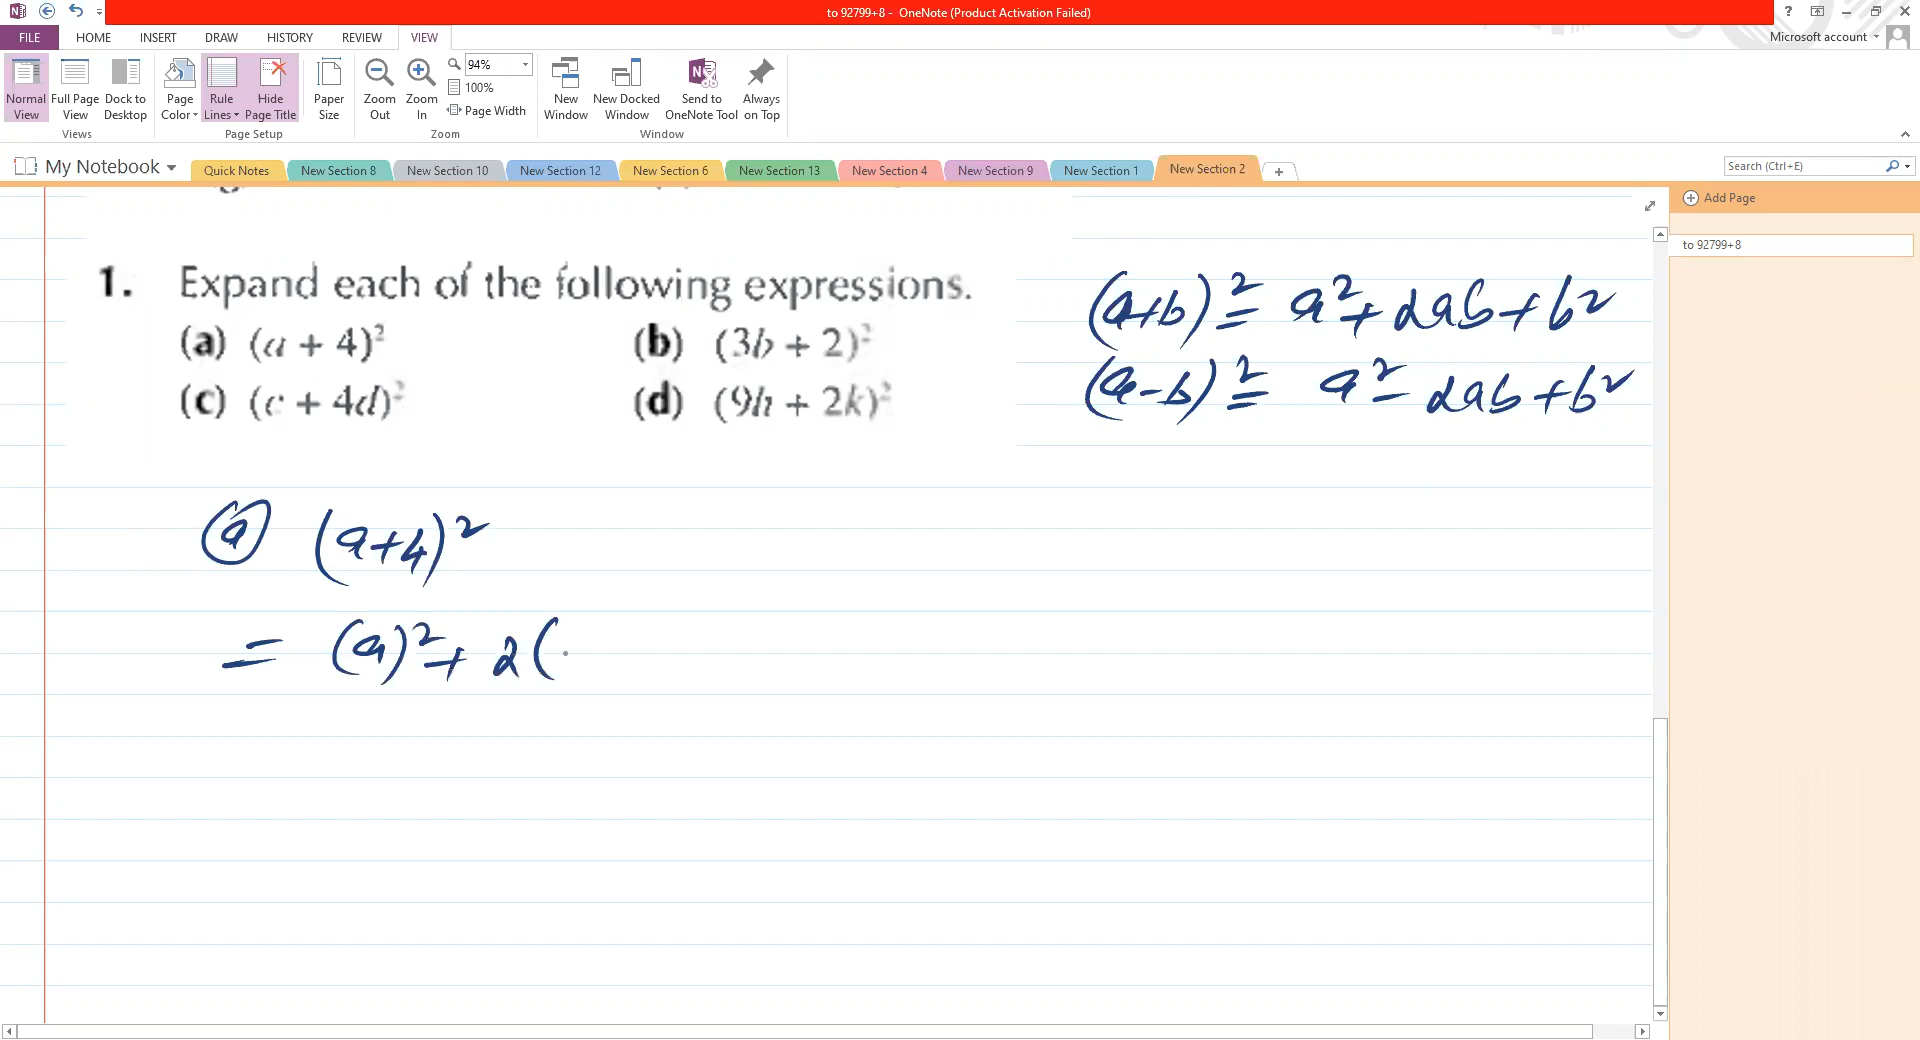 to 92799+8 - OneNote (Product Activation Failed)
FILE HOME INSERT DRAW HISTORY REVIEW VIEW
Microsoft account
Normal View
Full Page View
Dock to Desktop
Views
Page Color
Rule Lines
Hide Page Title
Page Setup
Paper Size
Zoom Out
Zoom In
94%
100%
Page Width
Zoom
New Window
New Docked Window
Send to OneNote Tool
Always on Top
Window
My Notebook
Quick Notes New Section 8 New Section 10 New Section 12 New Section 6 New Section 13 New Section 4 New Section 9 New Section 1 New Section 2
Search (Ctrl+E)
Add Page
to 92799+8
1. Expand each of the following expressions.
(a) (a + 4)² (b) (3b + 2)²
(c) (c + 4d)² (d) (9h + 2k)²
(a+b)² = a² + 2ab + b²
(a-b)² = a² - 2ab + b²
(a) (a+4)²
= (a)² + 2(